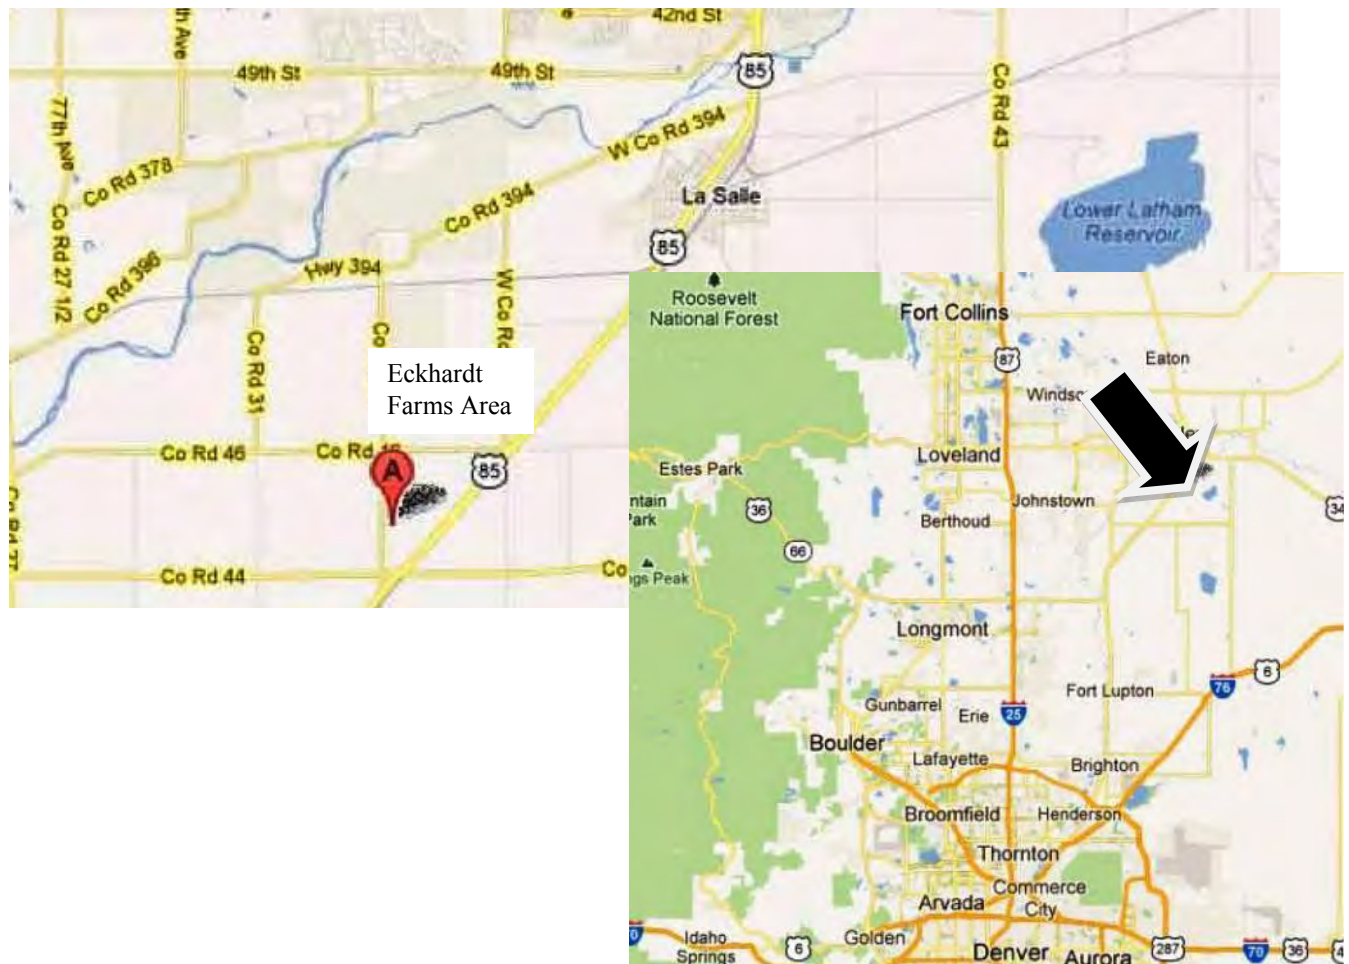 42nd St
49th St
49th St
85
77th Ave
Co Rd 43
Co Rd 378
W Co Rd 394
La Salle
Co Rd 394
Lower Latham
Reservoir
Co Rd 27 1/2
85
Co Rd 396
Hwy 394
Co Rd 31
Eckhardt
Farms Area
Co Rd 46
A
85
Co Rd 44
Roosevelt
National Forest
Fort Collins
87
Eaton
Loveland
Estes Park
36
Johnstown
34
Berthoud
66
Longmont
6
Fort Lupton
76
Gunbarrel
Erie
25
Boulder
Lafayette
Brighton
Broomfield
Henderson
Thornton
Commerce
City
Arvada
Golden
Idaho
Springs
6
Denver
Aurora
287
70
36